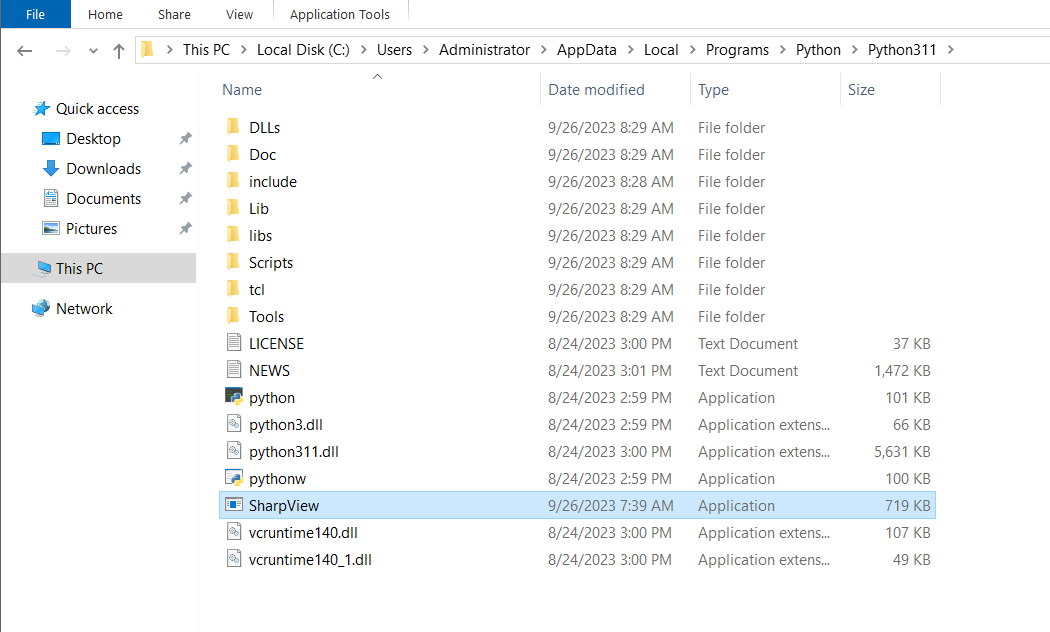 File Home Share View Application Tools
This PC Local Disk (C:) Users Administrator AppData Local Programs Python Python311
Name Date modified Type Size
Quick access
Desktop
Downloads
Documents
Pictures
This PC
Network
DLLs 9/26/2023 8:29 AM File folder
Doc 9/26/2023 8:29 AM File folder
include 9/26/2023 8:28 AM File folder
Lib 9/26/2023 8:29 AM File folder
libs 9/26/2023 8:29 AM File folder
Scripts 9/26/2023 8:29 AM File folder
tcl 9/26/2023 8:29 AM File folder
Tools 9/26/2023 8:29 AM File folder
LICENSE 8/24/2023 3:00 PM Text Document 37 KB
NEWS 8/24/2023 3:01 PM Text Document 1,472 KB
python 8/24/2023 2:59 PM Application 101 KB
python3.dll 8/24/2023 2:59 PM Application extens... 66 KB
python311.dll 8/24/2023 3:00 PM Application extens... 5,631 KB
pythonw 8/24/2023 2:59 PM Application 100 KB
SharpView 9/26/2023 7:39 AM Application 719 KB
vcruntime140.dll 8/24/2023 3:00 PM Application extens... 107 KB
vcruntime140_1.dll 8/24/2023 3:00 PM Application extens... 49 KB